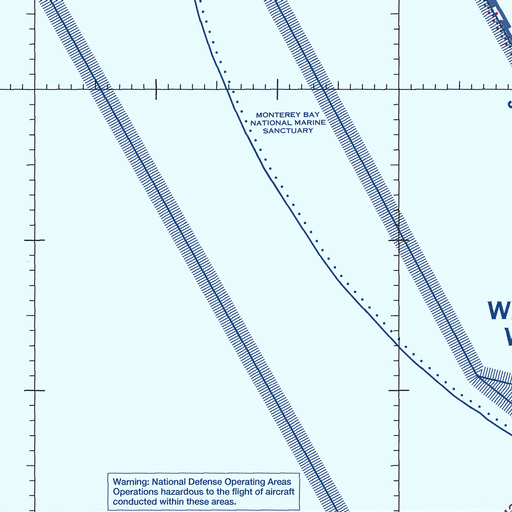 MONTEREY BAY
NATIONAL MARINE
SANCTUARY
W
W
Warning: National Defense Operating Areas
Operations hazardous to the flight of aircraft
conducted within these areas.